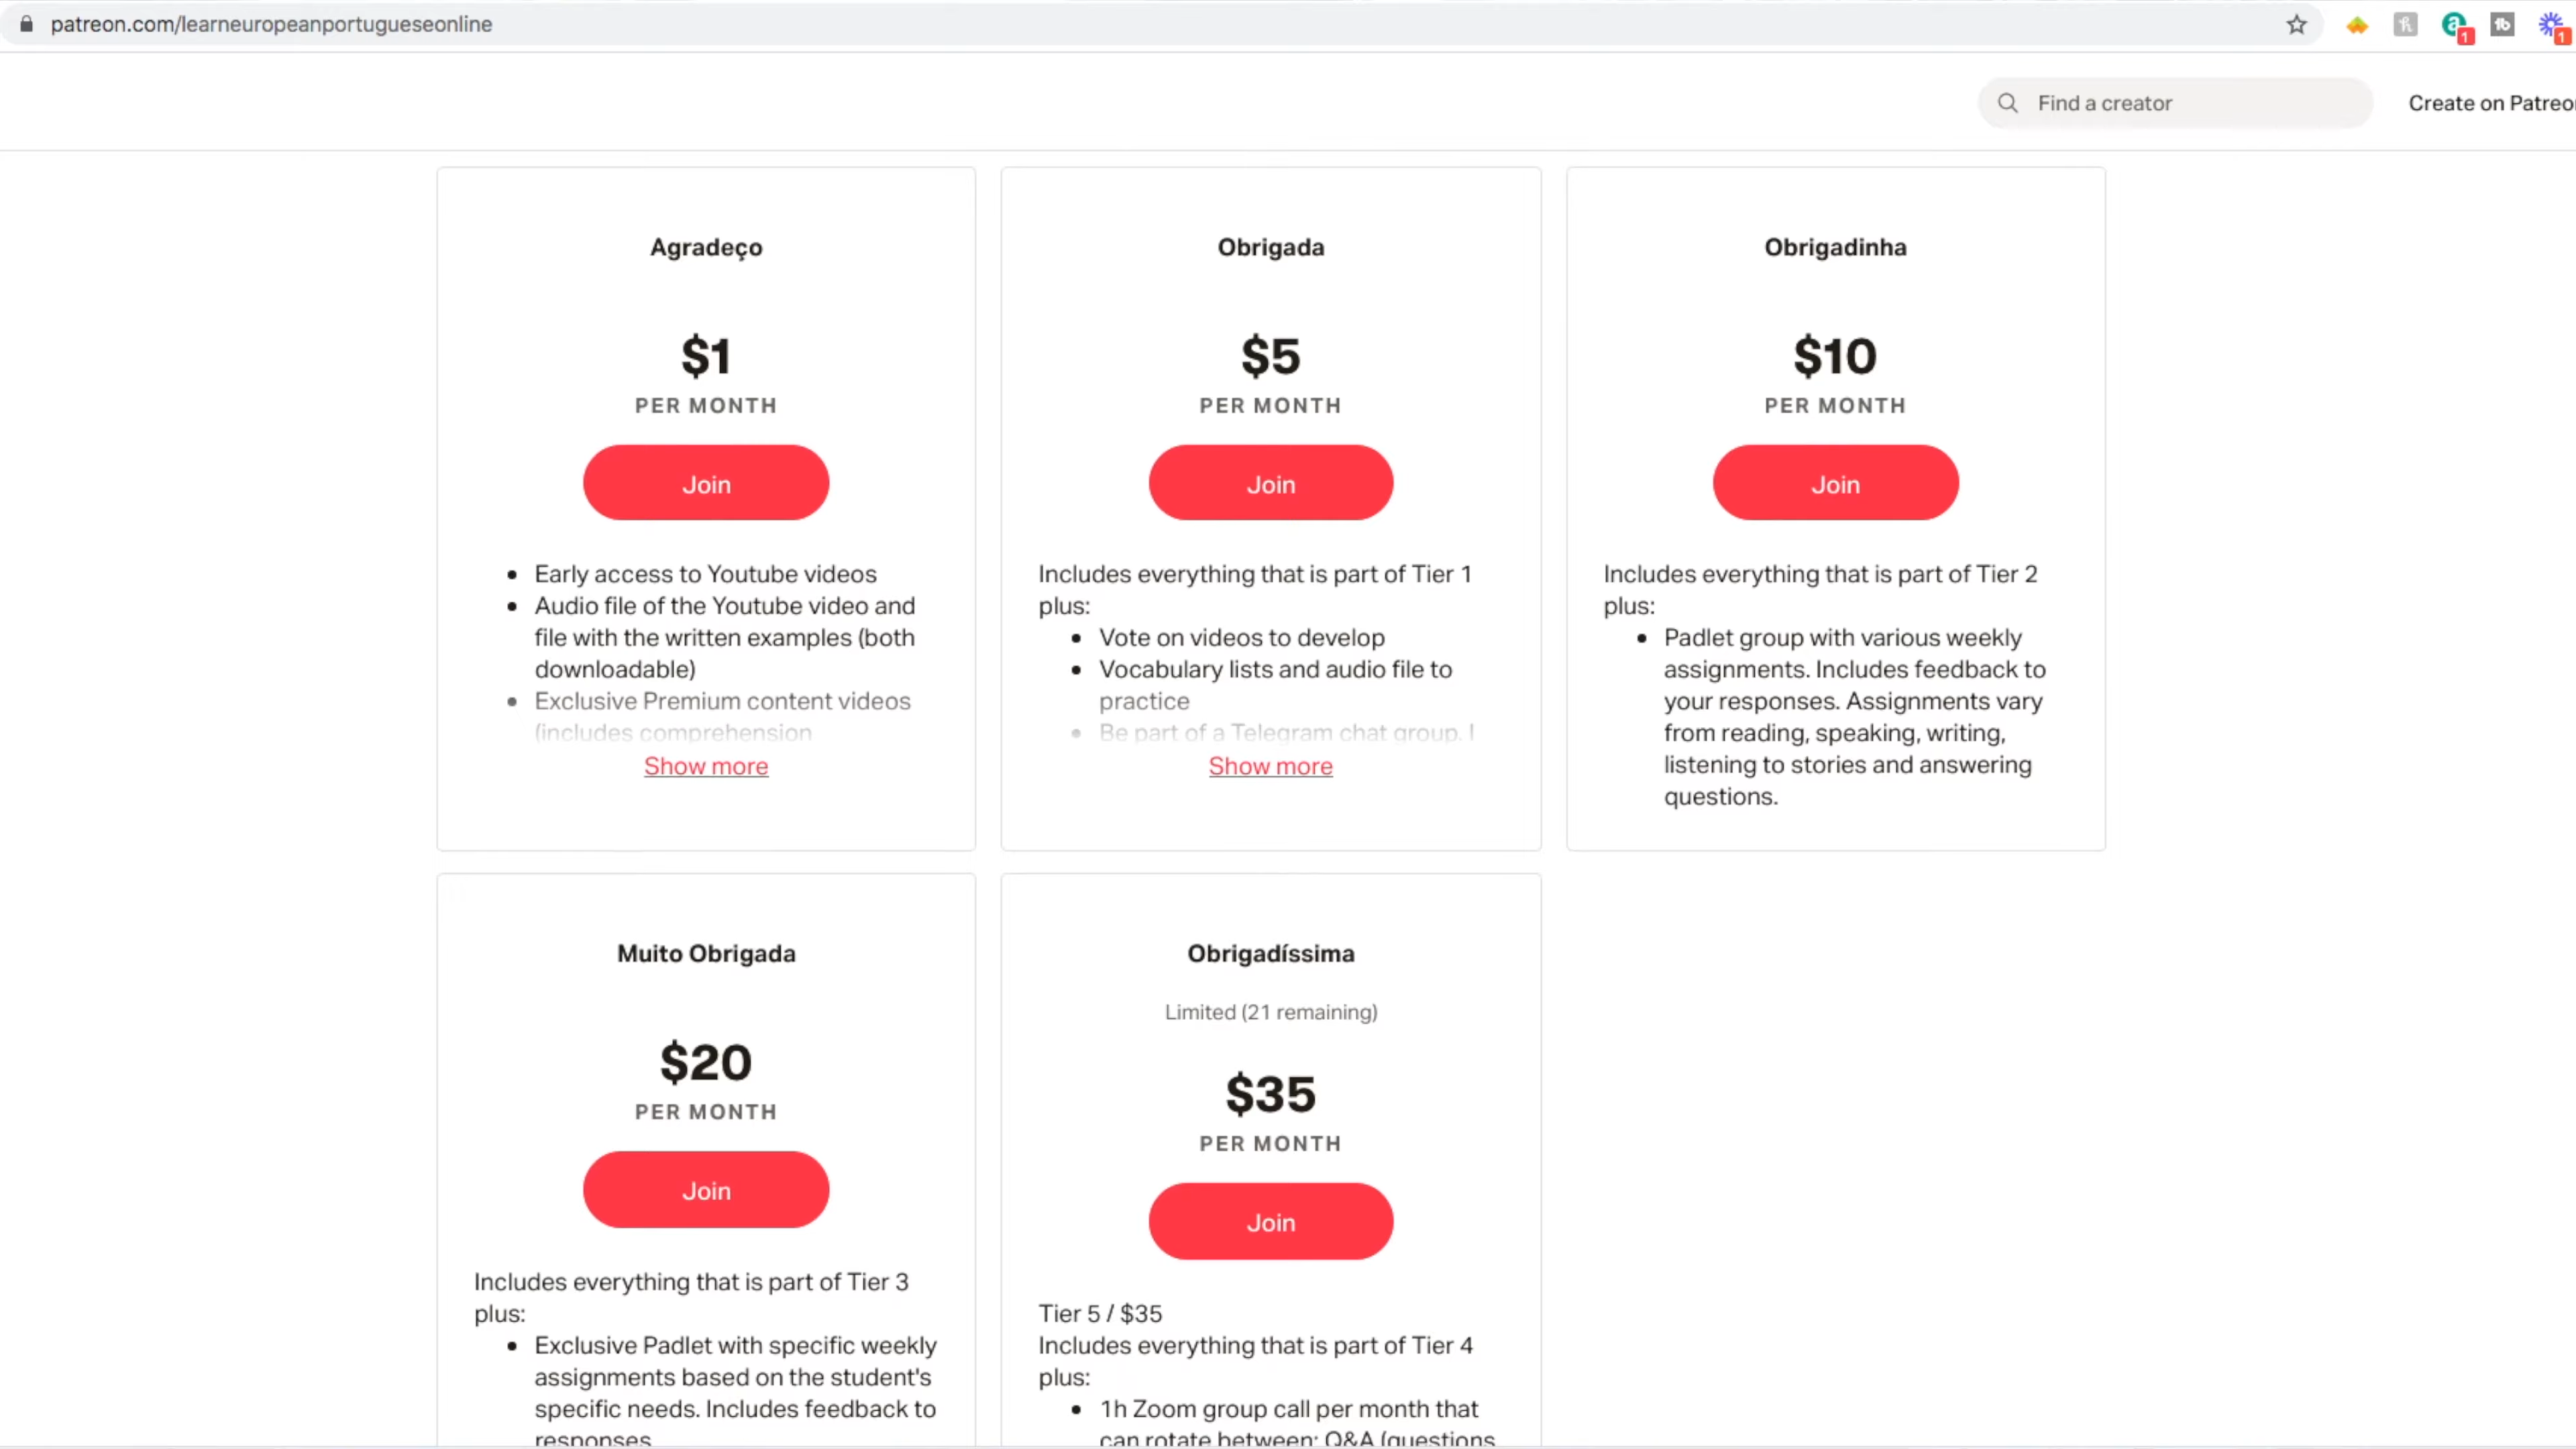 patreon.com/learneuropeanportugueseonline
1
1
Find a creator
Create on Patreo
Agradeço
$1
PER MONTH
Join
• Early access to Youtube videos
• Audio file of the Youtube video and
file with the written examples (both
downloadable)
• Exclusive Premium content videos
(includes comprehension
Show more
Obrigada
$5
PER MONTH
Join
Includes everything that is part of Tier 1
plus:
• Vote on videos to develop
• Vocabulary lists and audio file to
practice
• Be part of a Telegram chat group. I
Show more
Obrigadinha
$10
PER MONTH
Join
Includes everything that is part of Tier 2
plus:
• Padlet group with various weekly
assignments. Includes feedback to
your responses. Assignments vary
from reading, speaking, writing,
listening to stories and answering
questions.
Muito Obrigada
$20
PER MONTH
Join
Includes everything that is part of Tier 3
plus:
• Exclusive Padlet with specific weekly
assignments based on the student's
specific needs. Includes feedback to
responses
Obrigadíssima
Limited (21 remaining)
$35
PER MONTH
Join
Tier 5 / $35
Includes everything that is part of Tier 4
plus:
• 1h Zoom group call per month that
can rotate between: Q&A (questions